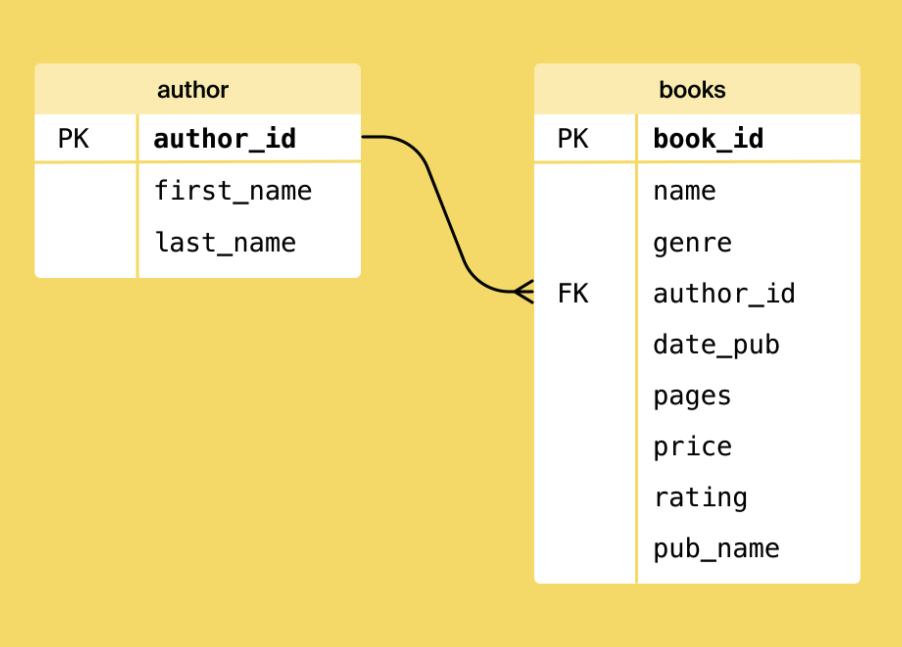 author
PK author_id
first_name
last_name
books
PK book_id
name
genre
FK author_id
date_pub
pages
price
rating
pub_name